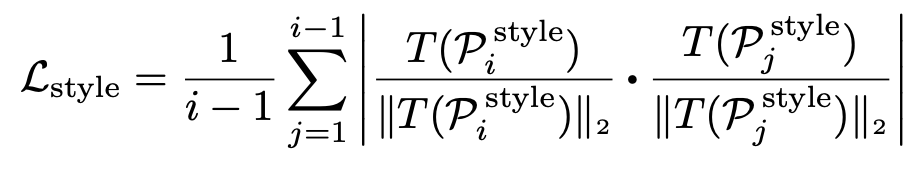 $\mathcal{L}_{\text{style}} = \frac{1}{i-1} \sum_{j=1}^{i-1} \left| \frac{T(\mathcal{P}_i^{\text{style}})}{\|T(\mathcal{P}_i^{\text{style}})\|_2} \bullet \frac{T(\mathcal{P}_j^{\text{style}})}{\|T(\mathcal{P}_j^{\text{style}})\|_2} \right|$